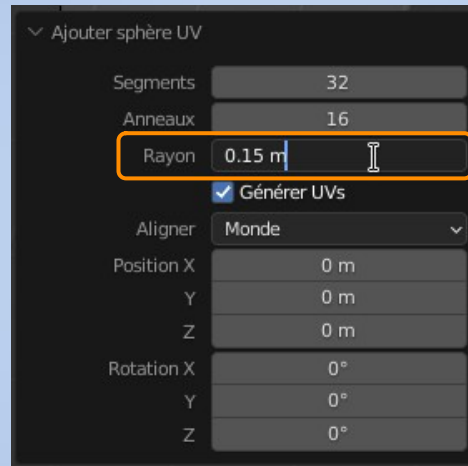 Ajouter sphère UV
Segments 32
Anneaux 16
Rayon 0.15 m
Générer UVs
Aligner Monde
Position X 0 m
Y 0 m
Z 0 m
Rotation X 0°
Y 0°
Z 0°